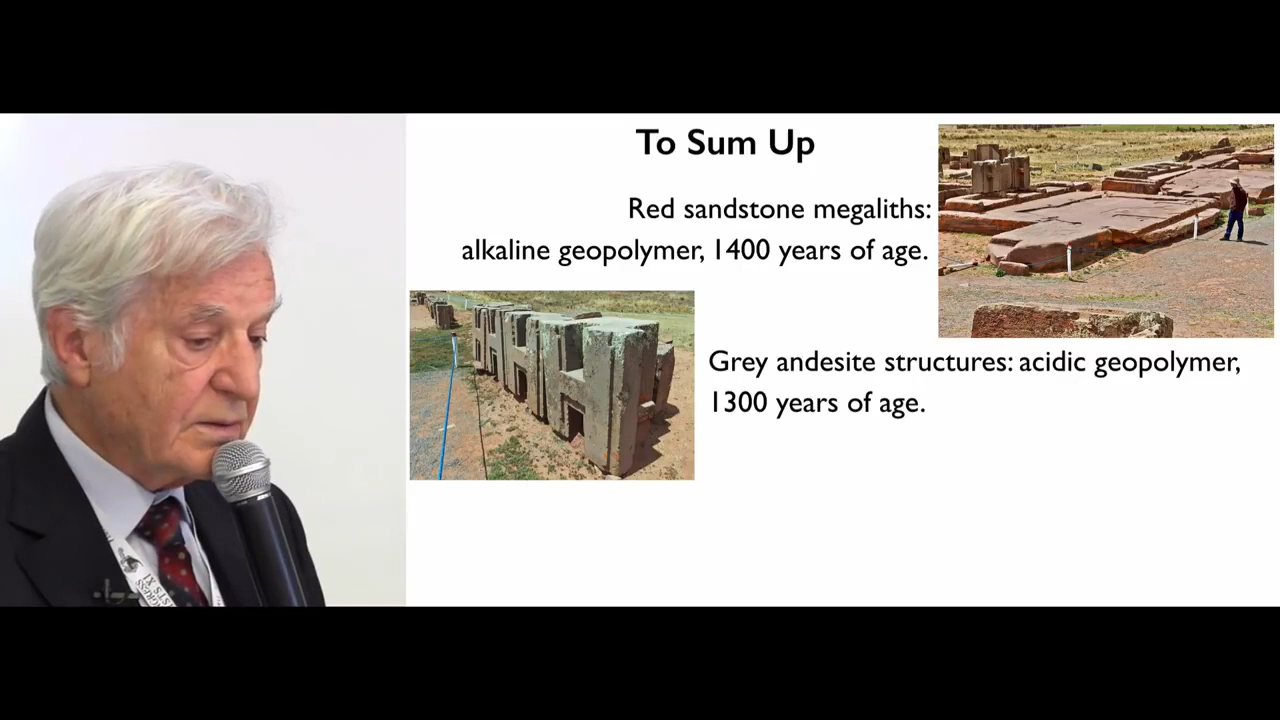 To Sum Up
Red sandstone megaliths:
alkaline geopolymer, 1400 years of age.
Grey andesite structures: acidic geopolymer,
1300 years of age.